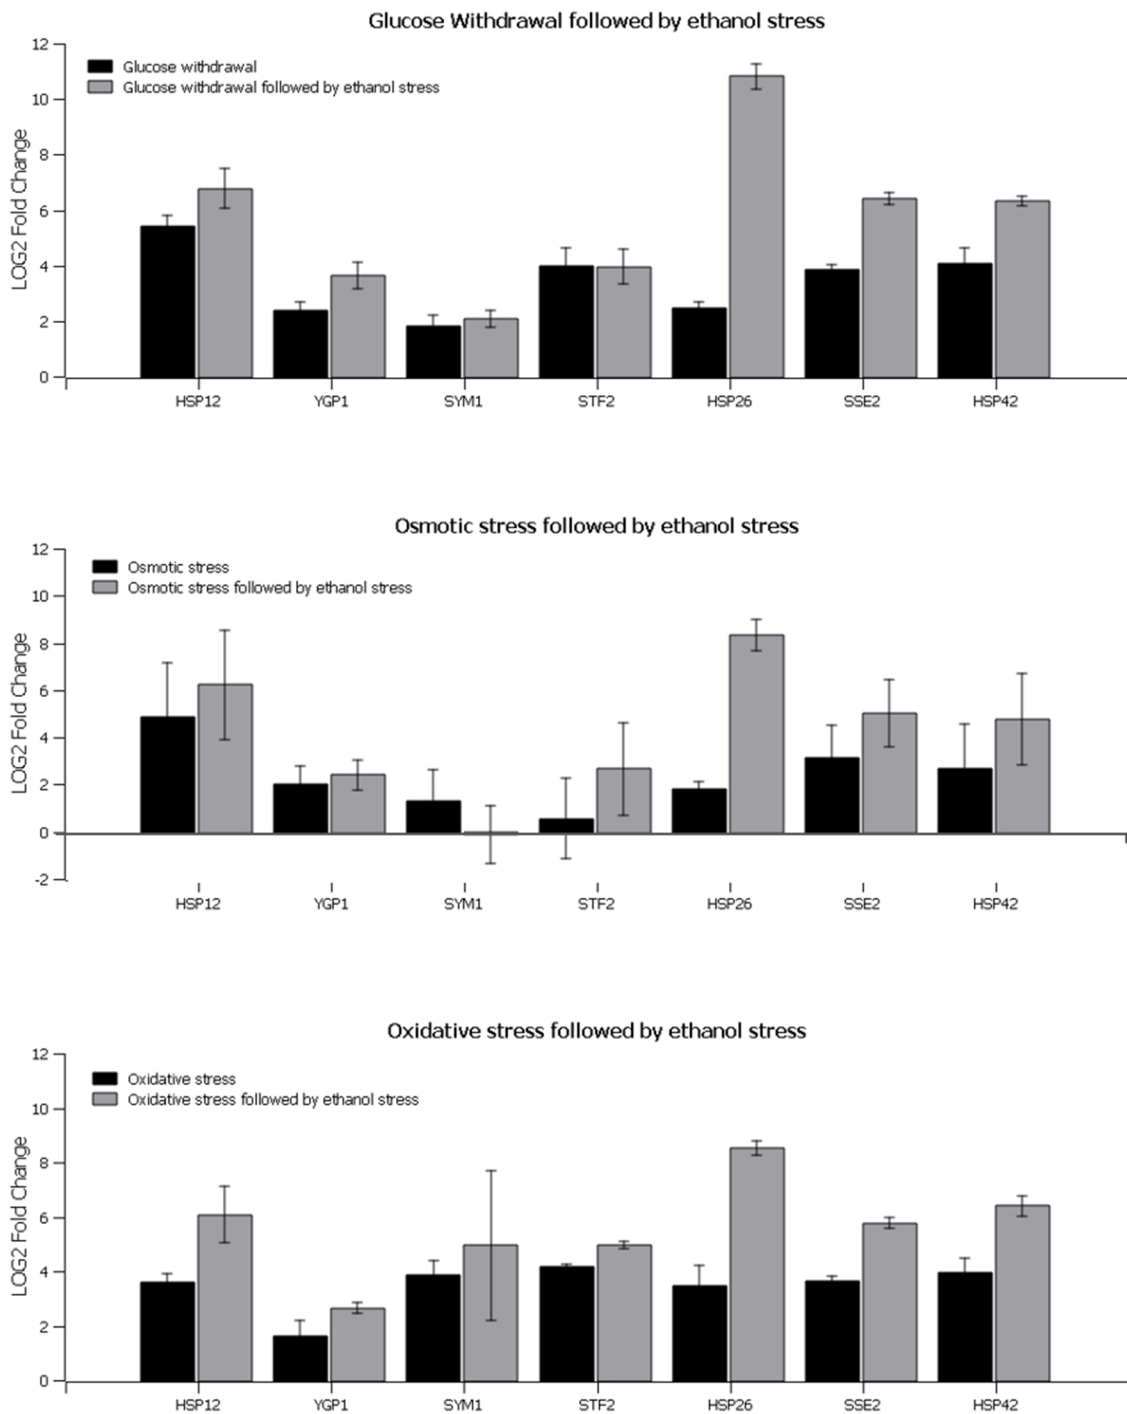 Glucose Withdrawal followed by ethanol stress
12
10
8
6
4
2
0
LOG2 Fold Change
Glucose withdrawal
Glucose withdrawal followed by ethanol stress
HSP12 YGP1 SYM1 STF2 HSP26 SSE2 HSP42
Osmotic stress followed by ethanol stress
12
10
8
6
4
2
0
-2
LOG2 Fold Change
Osmotic stress
Osmotic stress followed by ethanol stress
HSP12 YGP1 SYM1 STF2 HSP26 SSE2 HSP42
Oxidative stress followed by ethanol stress
12
10
8
6
4
2
0
LOG2 Fold Change
Oxidative stress
Oxidative stress followed by ethanol stress
HSP12 YGP1 SYM1 STF2 HSP26 SSE2 HSP42